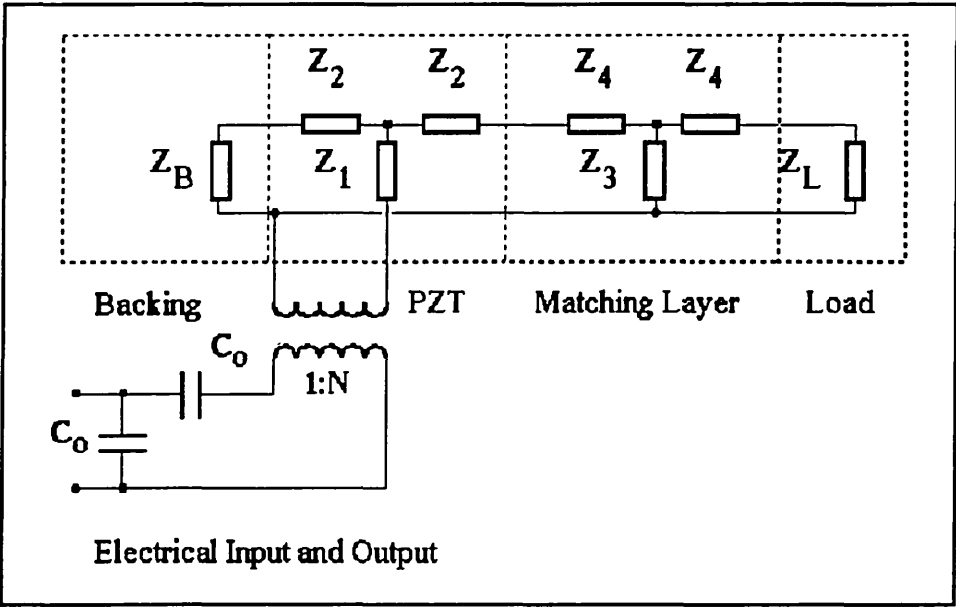 Z2 Z2 Z4 Z4
ZB Z1 Z3 ZL
Backing PZT Matching Layer Load
Co
1:N
Co
Electrical Input and Output